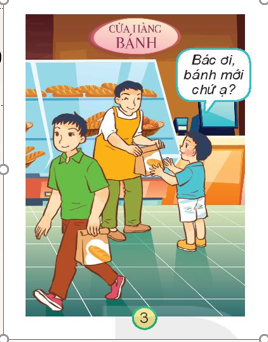 CỬA HÀNG
BÁNH
Bác ơi,
bánh mới
chứ ạ?
3